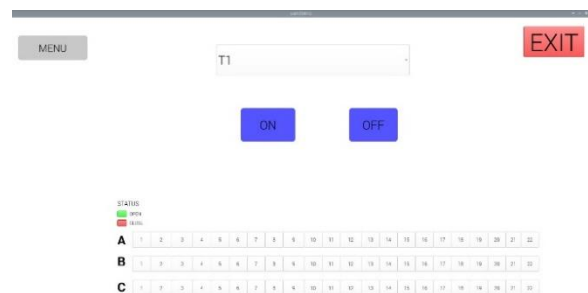 MENU
EXIT
T1
ON
OFF
STATUS
OPEN
A 1 2 3 4 5 6 7 8 9 10 11 12 13 14 15 16 17 18 19 20 21 22
B 1 2 3 4 5 6 7 8 9 10 11 12 13 14 15 16 17 18 19 20 21 22
C 1 2 3 4 5 6 7 8 9 10 11 12 13 14 15 16 17 18 19 20 21 22